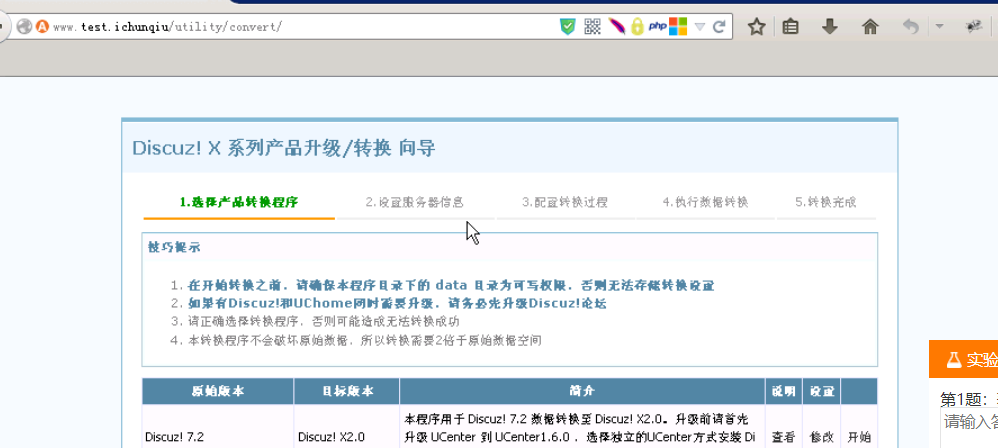 www.test.ichunqiu/utility/convert/
php
Discuz! X 系列产品升级/转换 向导
1.选择产品转换程序 2.设置服务器信息 3.配置转换过程 4.执行数据转换 5.转换完成
技巧提示
1. 在开始转换之前，请确保本程序目录下的 data 目录为可写权限，否则无法存储转换设置
2. 如果有Discuz!和UChome同时需要升级，请务必先升级Discuz!论坛
3. 请正确选择转换程序，否则可能造成无法转换成功
4. 本转换程序不会破坏原始数据，所以转换需要2倍于原始数据空间
原始版本 目标版本 简介 说明 设置
本程序用于 Discuz! 7.2 数据转换至 Discuz! X2.0。升级前请首先
Discuz! 7.2 Discuz! X2.0 升级 UCenter 到 UCenter1.6.0 ，选择独立的UCenter方式安装 Di 查看 修改 开始
实验
第1题：
请输入